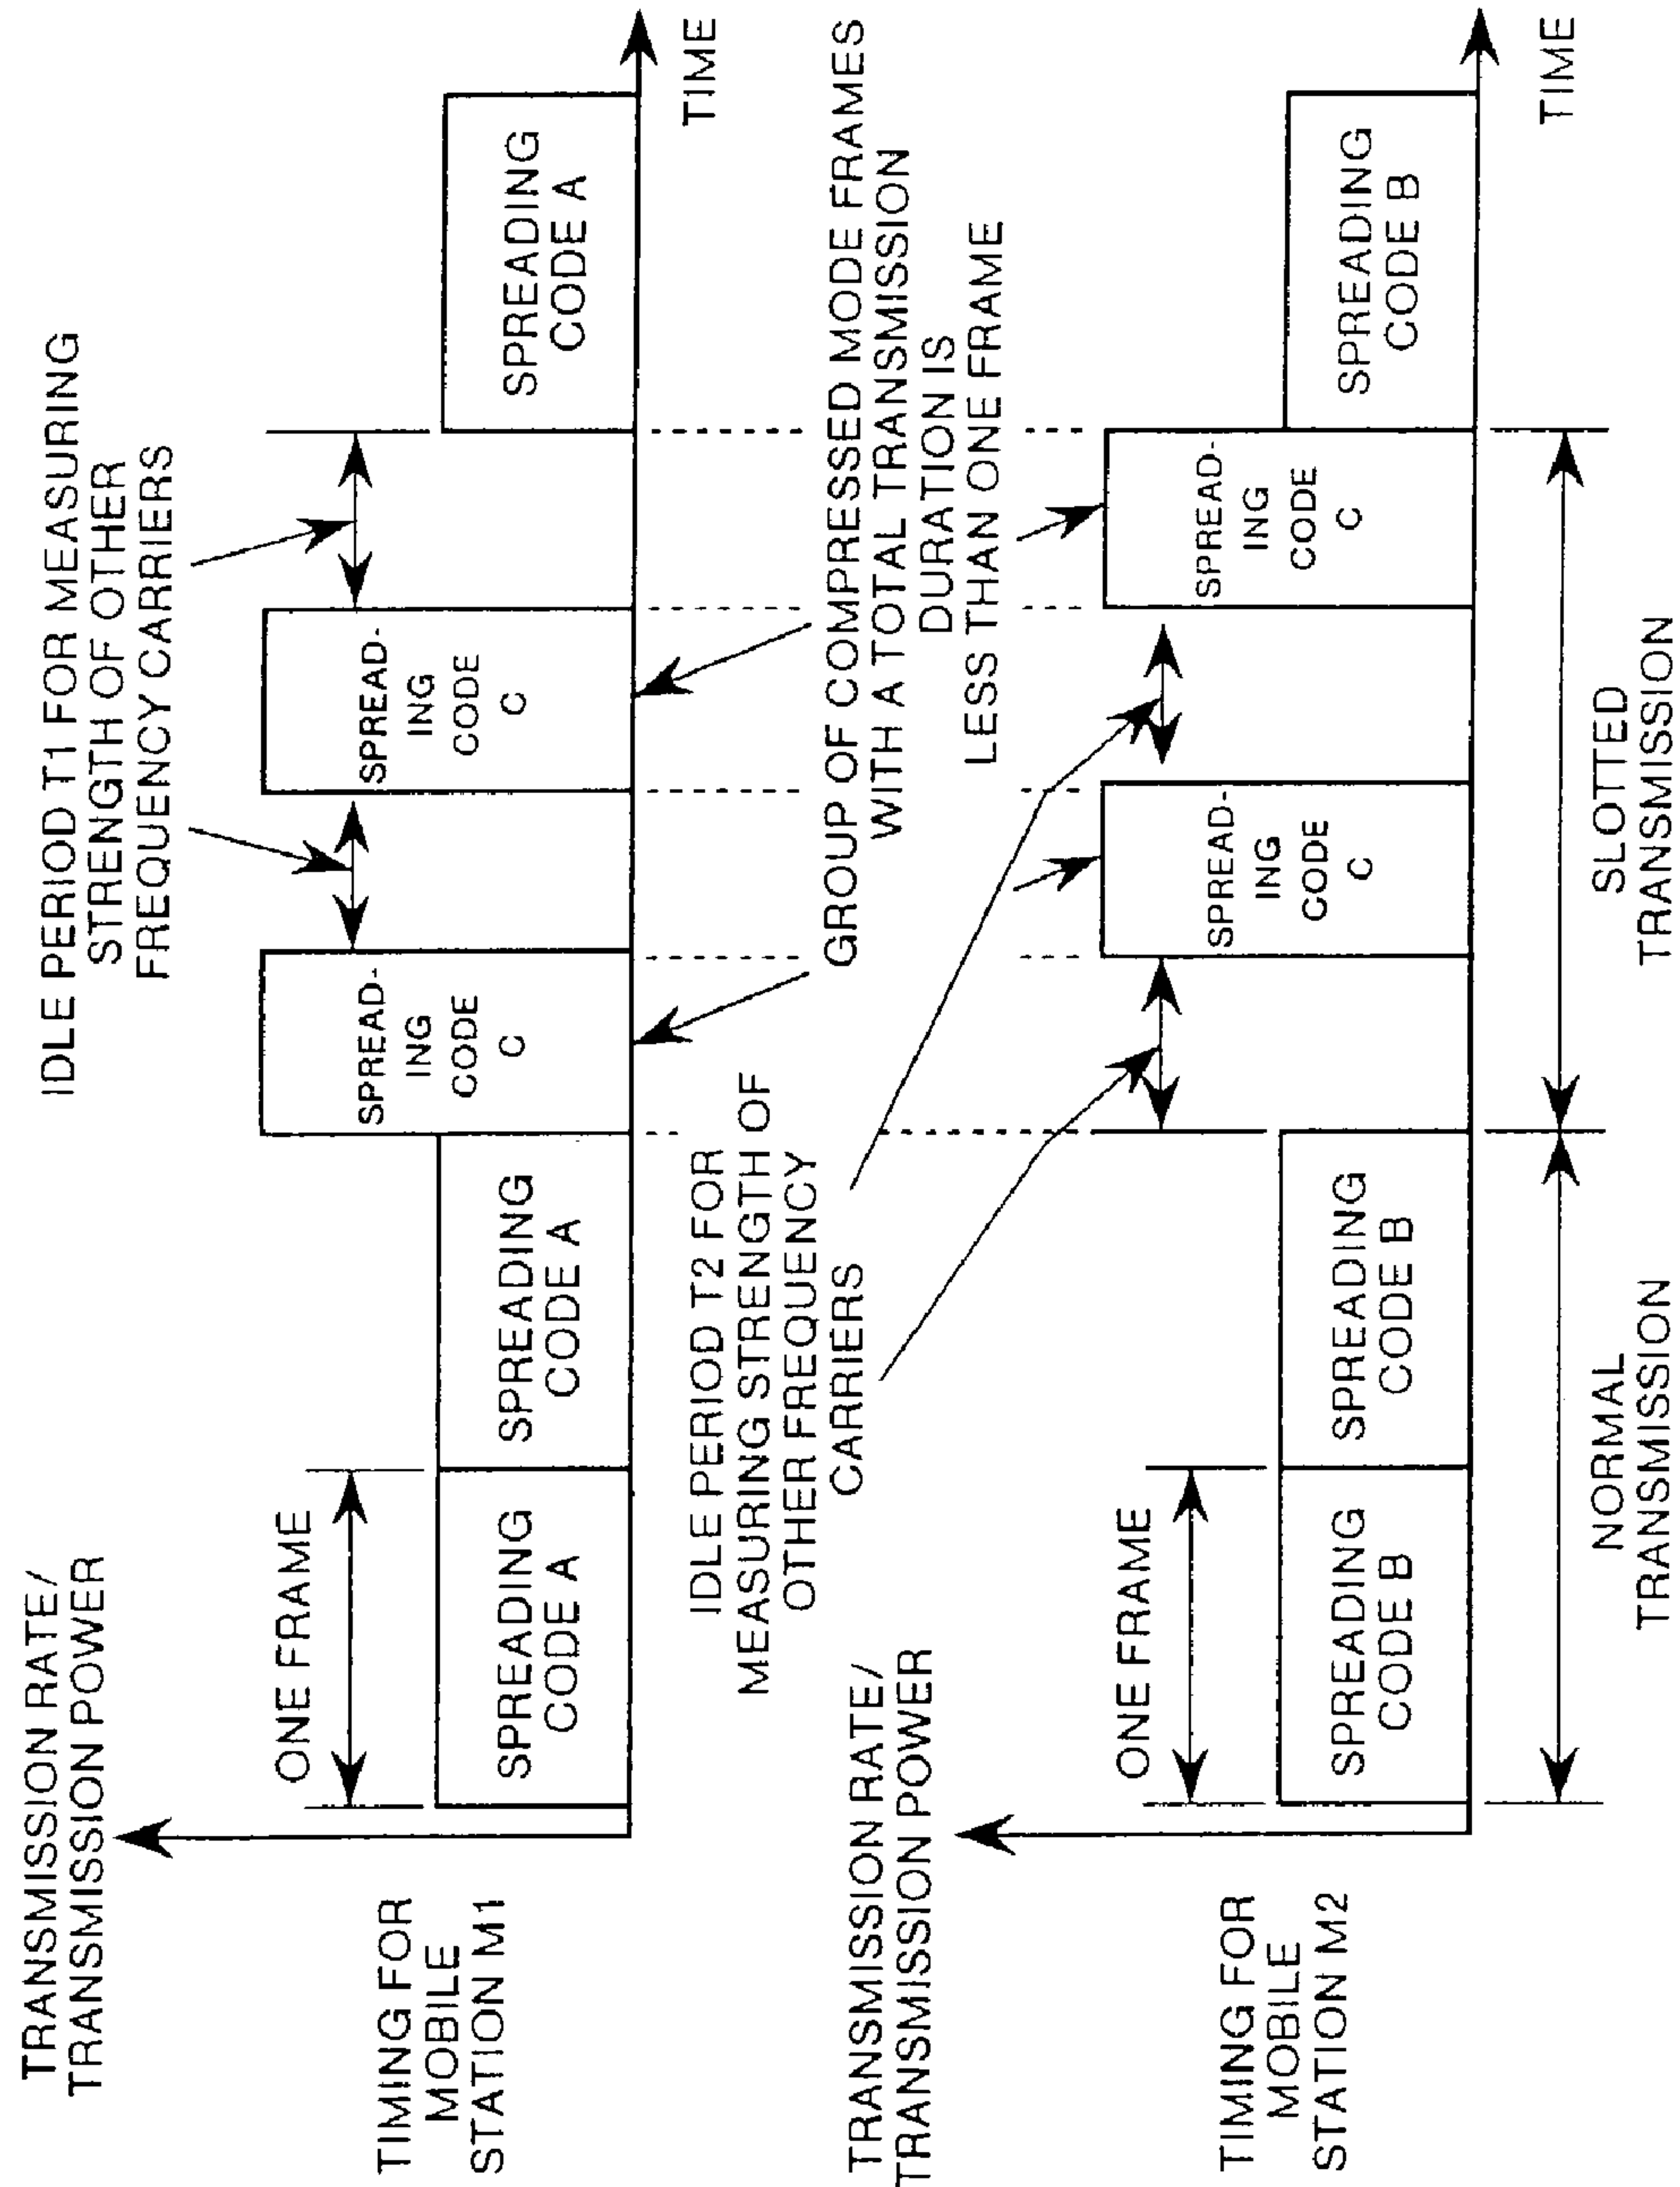 TRANSMISSION RATE/
TRANSMISSION POWER
TIMING FOR
MOBILE
STATION M1
ONE FRAME
SPREADING
CODE A
SPREADING
CODE A
SPREAD-
ING
CODE
C
IDLE PERIOD T1 FOR MEASURING
STRENGTH OF OTHER
FREQUENCY CARRIERS
SPREAD-
ING
CODE
C
SPREADING
CODE A
TIME
IDLE PERIOD T2 FOR
MEASURING STRENGTH OF
OTHER FREQUENCY
CARRIERS
GROUP OF COMPRESSED MODE FRAMES
WITH A TOTAL TRANSMISSION
DURATION IS
LESS THAN ONE FRAME
TRANSMISSION RATE/
TRANSMISSION POWER
TIMING FOR
MOBILE
STATION M2
ONE FRAME
SPREADING
CODE B
SPREADING
CODE B
SPREAD-
ING
CODE
C
SPREAD-
ING
CODE
C
SPREADING
CODE B
TIME
NORMAL
TRANSMISSION
SLOTTED
TRANSMISSION